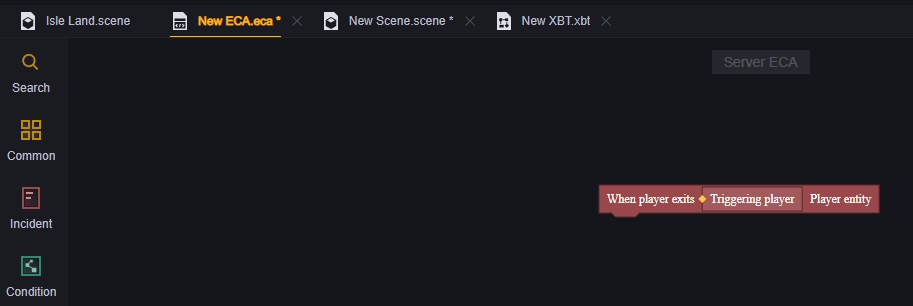 Isle Land.scene New ECA.eca * New Scene.scene * New XBT.xbt
Server ECA
Search
Common
When player exits Triggering player Player entity
Incident
Condition